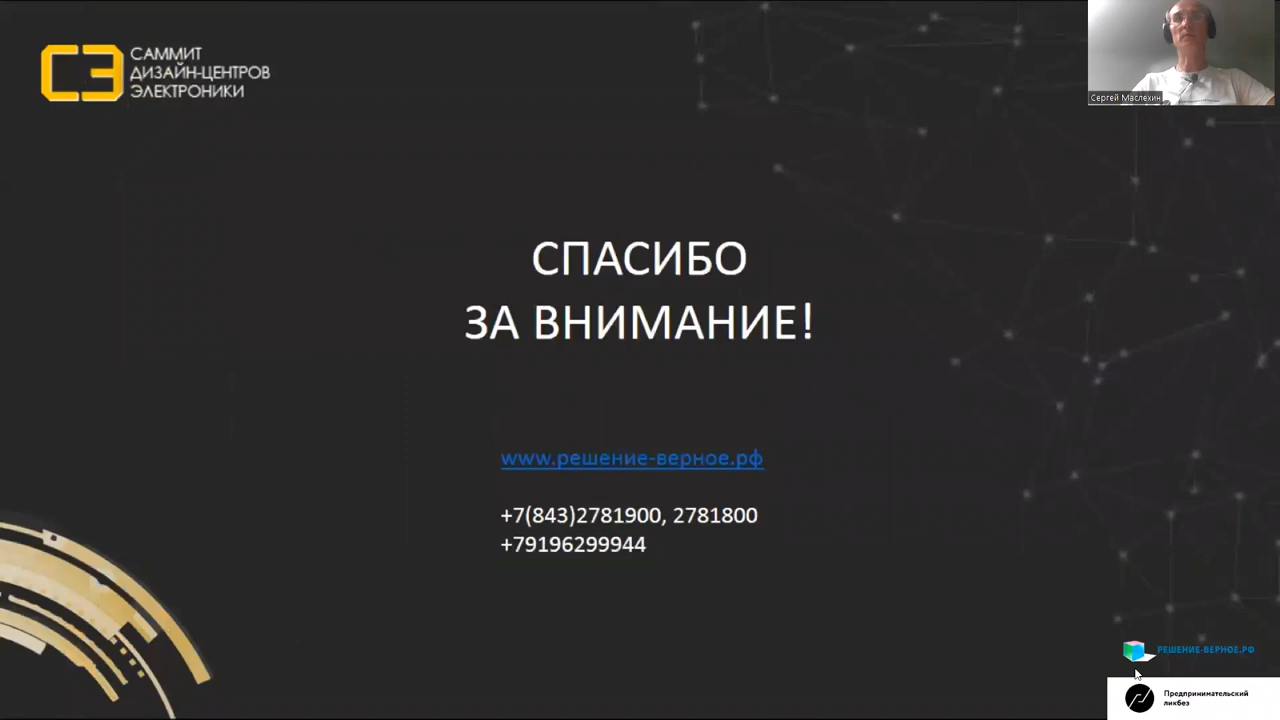 САММИТ
ДИЗАЙН-ЦЕНТРОВ
ЭЛЕКТРОНИКИ
Сергей Маслехин
СПАСИБО
ЗА ВНИМАНИЕ!
www.решение-верное.рф
+7(843)2781900, 2781800
+79196299944
РЕШЕНИЕ-ВЕРНОЕ.РФ
Предпринимательский
ликбез